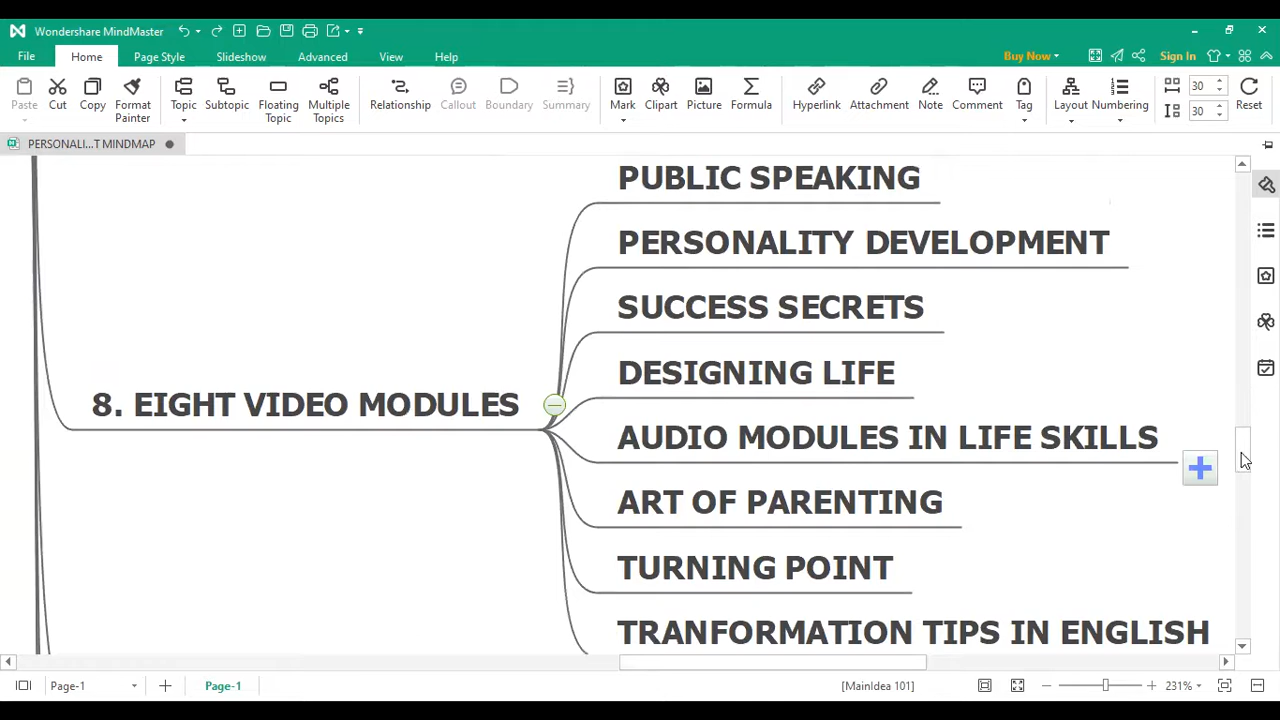 Wondershare MindMaster
File Home Page Style Slideshow Advanced View Help Buy Now Sign In
Paste Cut Copy Format Painter Topic Subtopic Floating Topic Multiple Topics Relationship Callout Boundary Summary Mark Clipart Picture Formula Hyperlink Attachment Note Comment Tag Layout Numbering 30 30 Reset
PERSONALI...T MINDMAP
PUBLIC SPEAKING
PERSONALITY DEVELOPMENT
SUCCESS SECRETS
DESIGNING LIFE
8. EIGHT VIDEO MODULES
AUDIO MODULES IN LIFE SKILLS
ART OF PARENTING
TURNING POINT
TRANFORMATION TIPS IN ENGLISH
Page-1 Page-1 [MainIdea 101] 231%